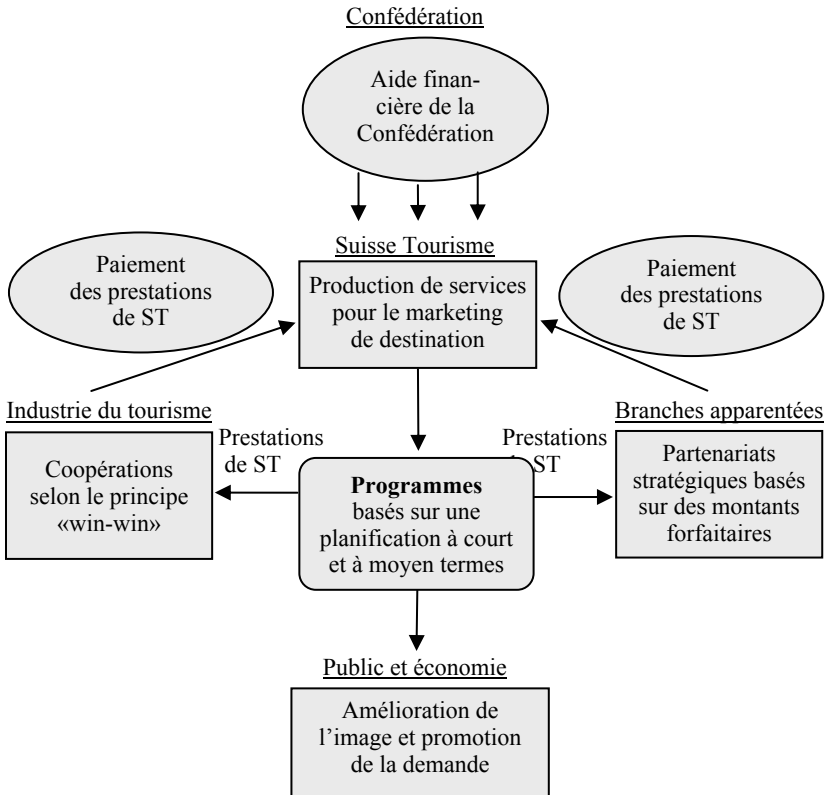 Confédération
Aide finan-
cière de la
Confédération
Suisse Tourisme
Paiement
des prestations
de ST
Production de services
pour le marketing
de destination
Paiement
des prestations
de ST
Industrie du tourisme
Branches apparentées
Coopérations
selon le principe
«win-win»
Prestations
de ST
Programmes
basés sur une
planification à court
et à moyen termes
Prestations
ST
Partenariats
stratégiques basés
sur des montants
forfaitaires
Public et économie
Amélioration de
l’image et promotion
de la demande